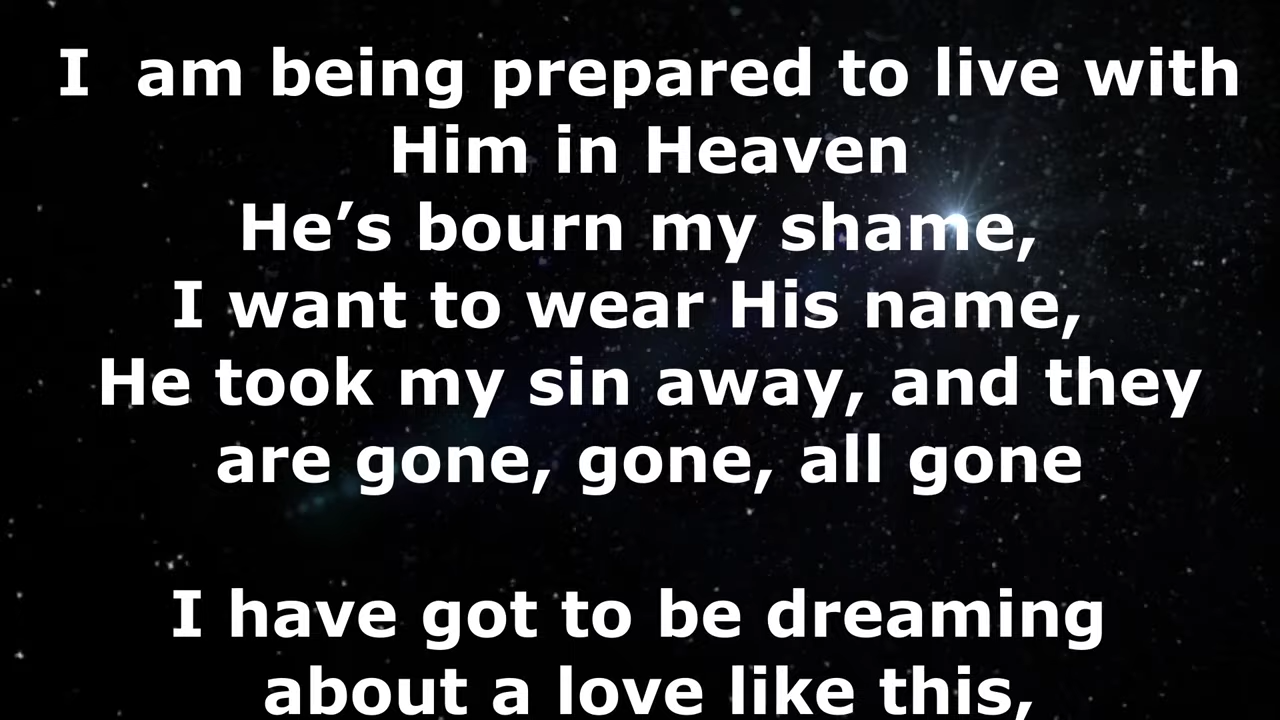 I  am being prepared to live with
Him in Heaven
He’s bourn my shame,
I want to wear His name,
He took my sin away, and they
are gone, gone, all gone
I have got to be dreaming
about a love like this,